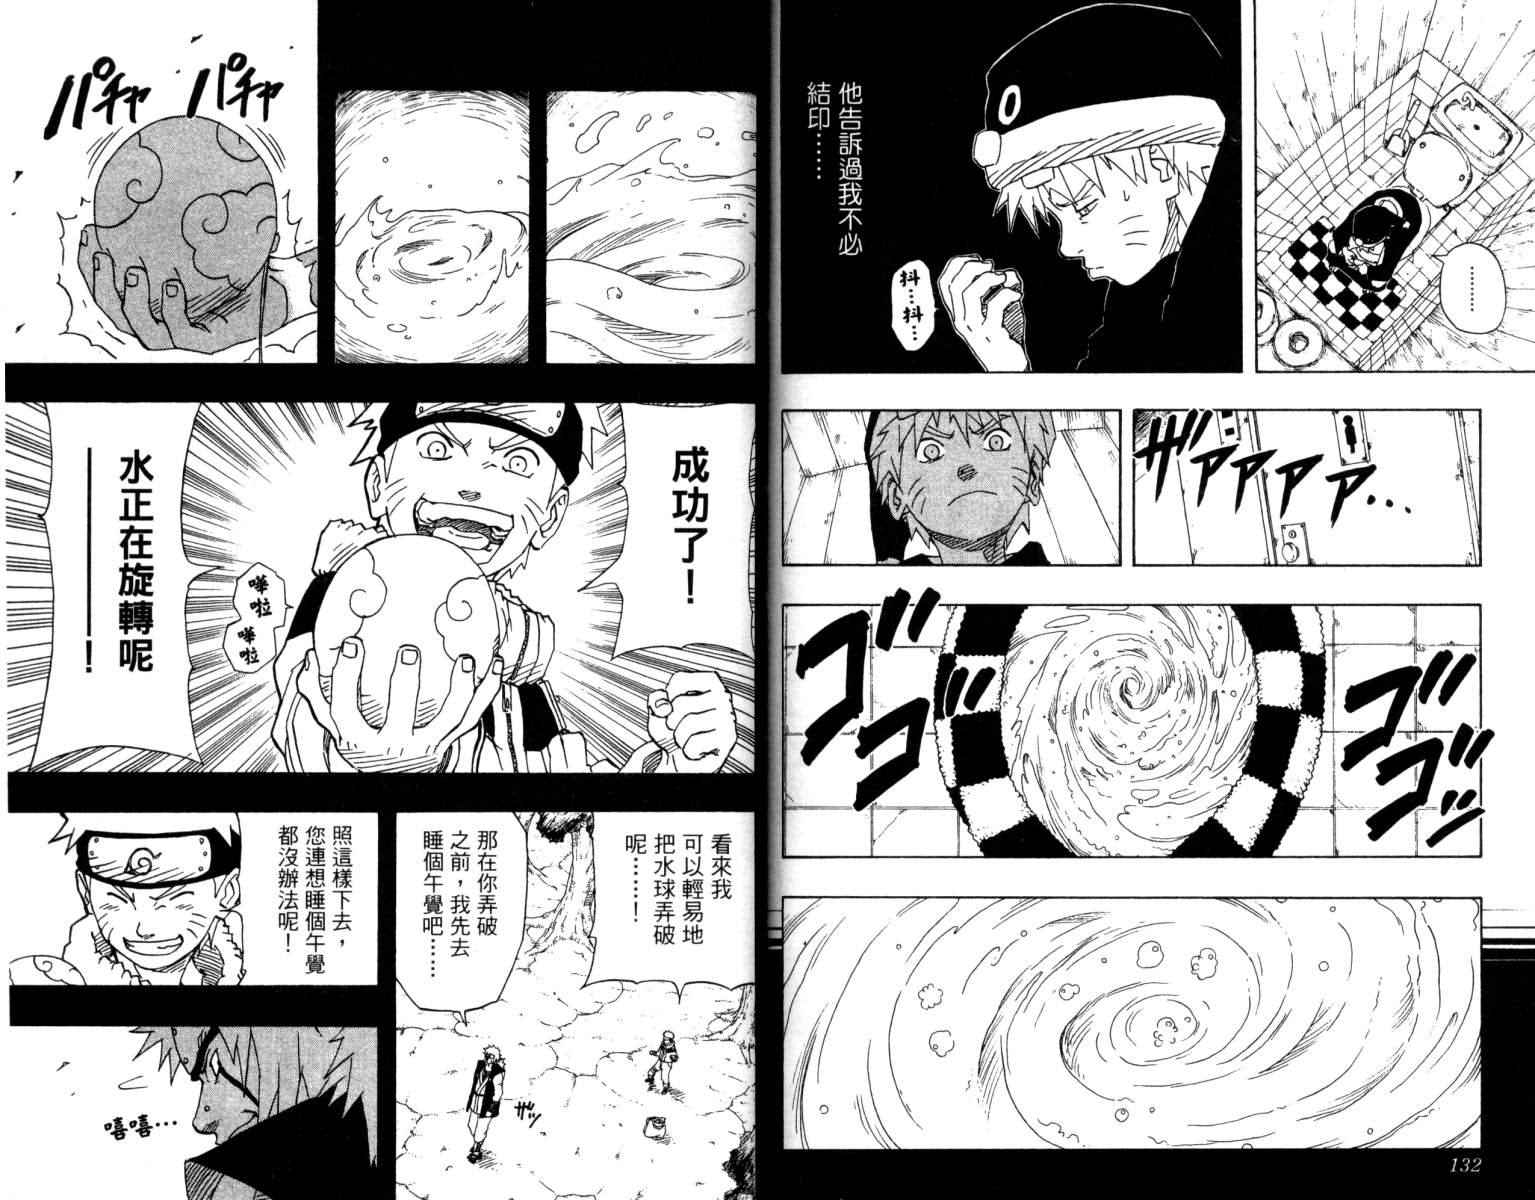 ………
他告訴過我不必
結印……
抖…抖…
ザァァァァ…
ゴゴ
ゴゴ
132
パチャ
パチャ
成功了！
水正在旋轉呢
——！
嘩啦
嘩啦
看來我
可以輕易地
把水球弄破
呢……！
那在你弄破
之前，我先去
睡個午覺吧……
ザッ
照這樣下去，
您連想睡個午覺
都沒辦法呢！
嘻嘻…